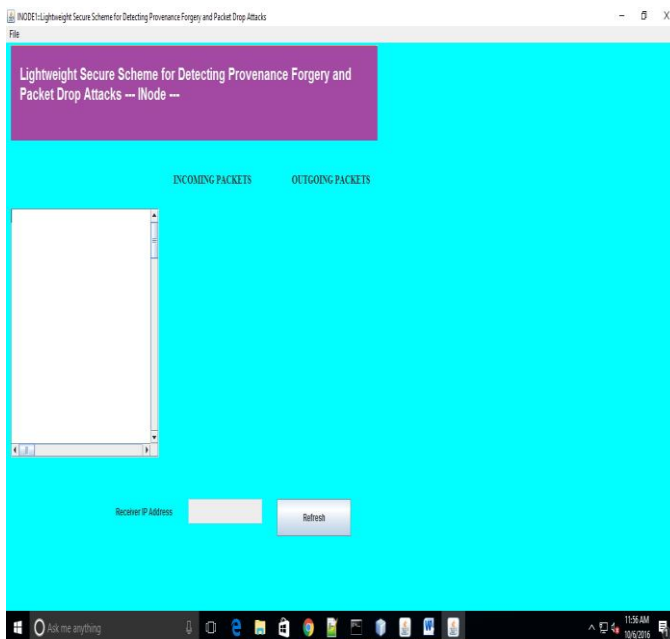 INODE1::Lightweight Secure Scheme for Detecting Provenance Forgery and Packet Drop Attacks
File
Lightweight Secure Scheme for Detecting Provenance Forgery and
Packet Drop Attacks --- INode ---
INCOMING PACKETS OUTGOING PACKETS
Receiver IP Address
Refresh
Ask me anything
11:56 AM
10/6/2016